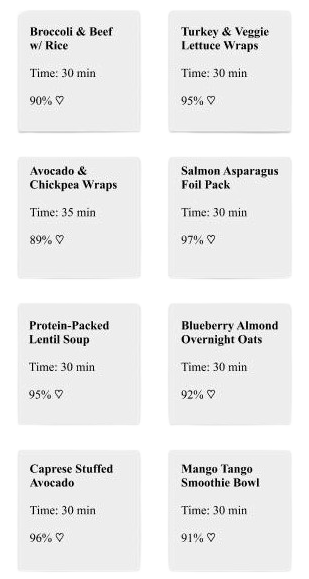 Broccoli & Beef
w/ Rice
Time: 30 min
90% ♡
Turkey & Veggie
Lettuce Wraps
Time: 30 min
95% ♡
Avocado &
Chickpea Wraps
Time: 35 min
89% ♡
Salmon Asparagus
Foil Pack
Time: 30 min
97% ♡
Protein-Packed
Lentil Soup
Time: 30 min
95% ♡
Blueberry Almond
Overnight Oats
Time: 30 min
92% ♡
Caprese Stuffed
Avocado
Time: 30 min
96% ♡
Mango Tango
Smoothie Bowl
Time: 30 min
91% ♡